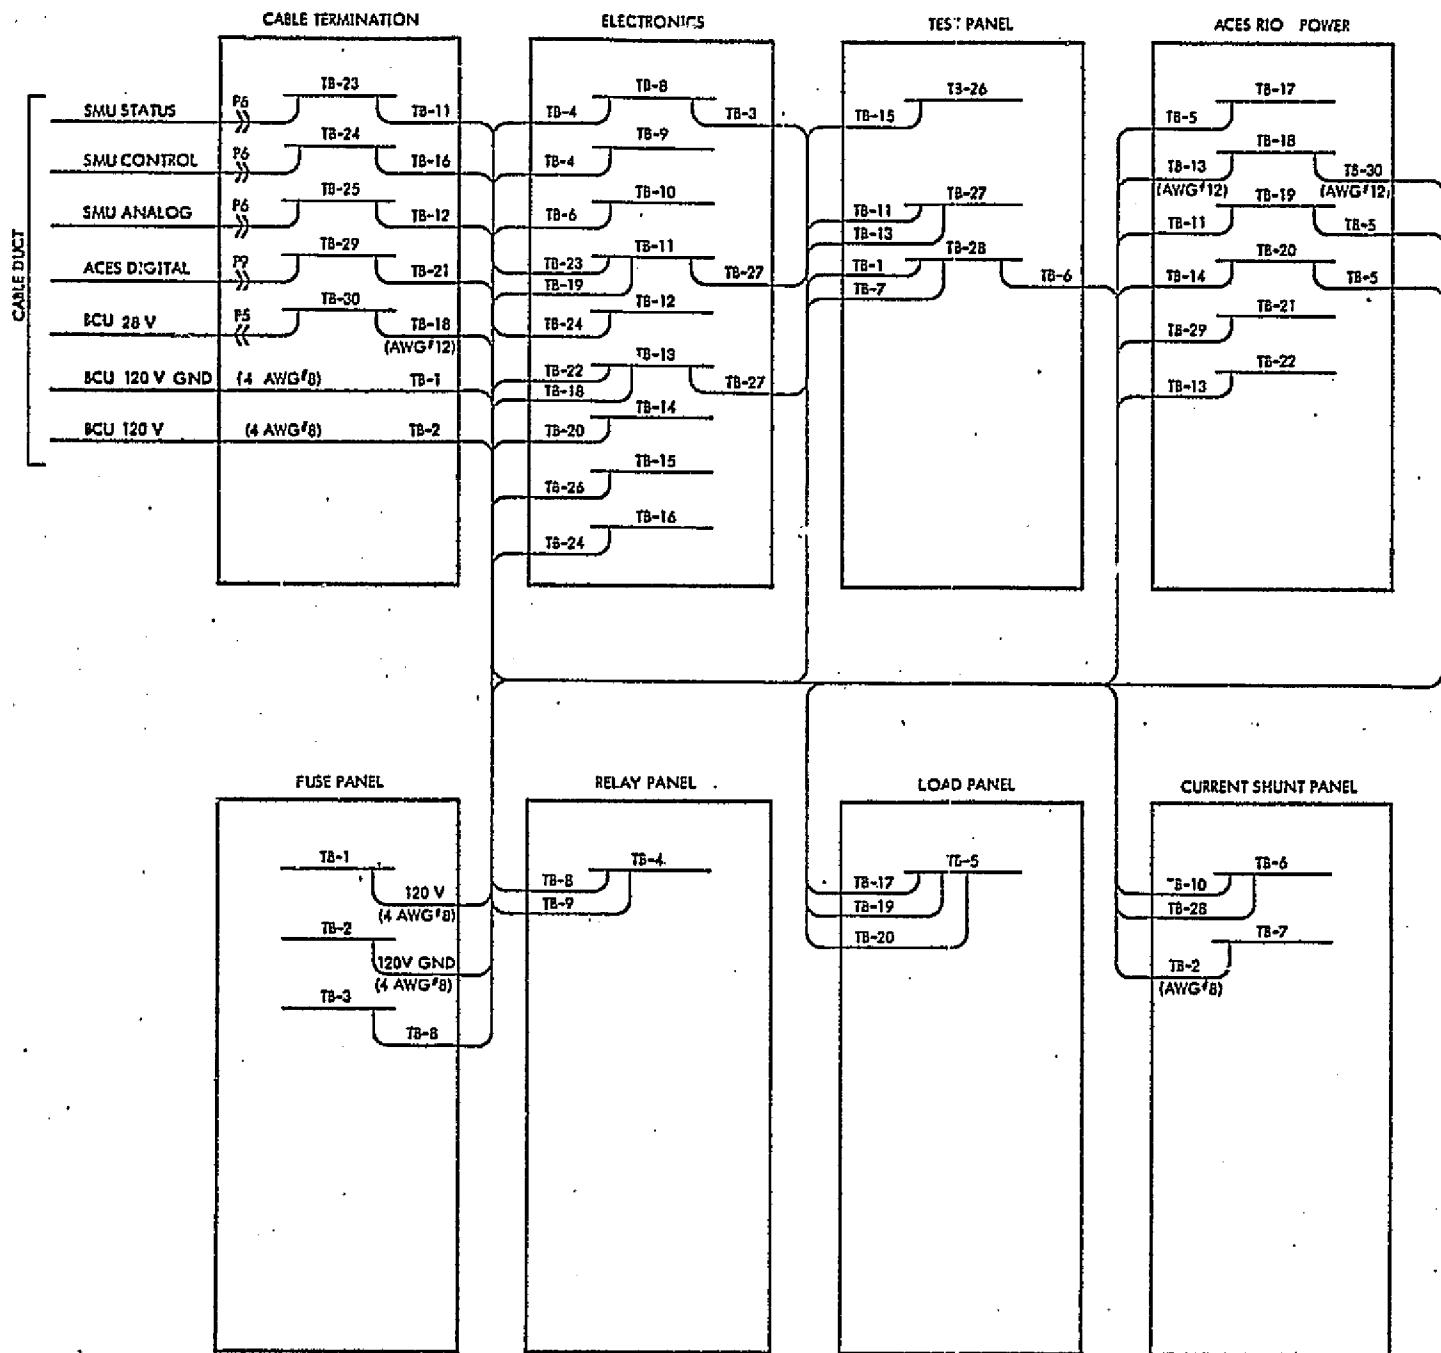 CABLE TERMINATION
ELECTRONICS
TEST PANEL
ACES RIO POWER
CABLE DUCT
SMU STATUS
P6
TB-23
TB-11
SMU CONTROL
P6
TB-24
TB-16
SMU ANALOG
P6
TB-25
TB-12
ACES DIGITAL
P9
TB-29
TB-21
BCU 28 V
P5
TB-30
TB-18
(AWG#12)
BCU 120 V GND
(4 AWG#8)
TB-1
BCU 120 V
(4 AWG#8)
TB-2
TB-4
TB-8
TB-3
TB-4
TB-9
TB-6
TB-10
TB-23
TB-19
TB-11
TB-27
TB-24
TB-12
TB-22
TB-18
TB-13
TB-27
TB-20
TB-14
TB-26
TB-15
TB-24
TB-16
TB-15
TB-26
TB-11
TB-13
TB-27
TB-1
TB-7
TB-28
TB-6
TB-5
TB-17
TB-13
(AWG#12)
TB-18
TB-30
(AWG#12)
TB-11
TB-19
TB-5
TB-14
TB-20
TB-5
TB-29
TB-21
TB-13
TB-22
FUSE PANEL
RELAY PANEL
LOAD PANEL
CURRENT SHUNT PANEL
TB-1
120 V
(4 AWG#8)
TB-2
120V GND
(4 AWG#8)
TB-3
TB-8
TB-8
TB-9
TB-4
TB-17
TB-19
TB-20
TB-5
TB-10
TB-28
TB-6
TB-2
(AWG#8)
TB-7